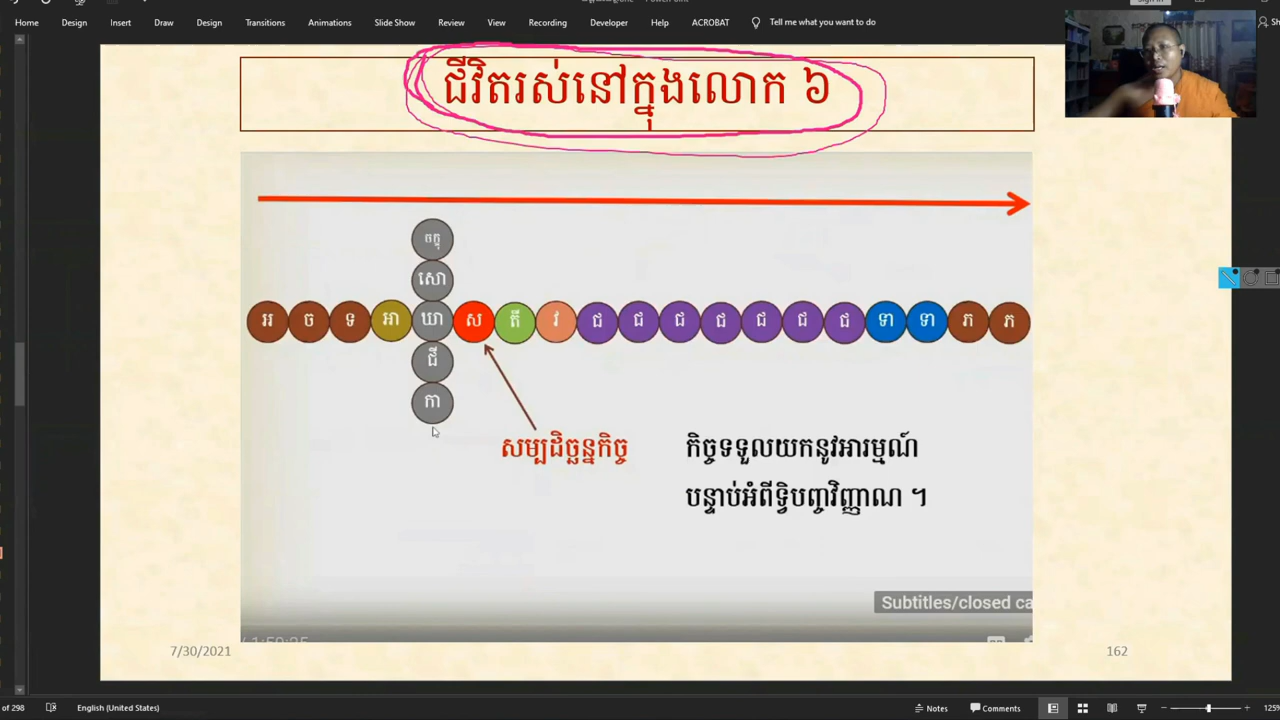 Home Insert Draw Design Transitions Animations Slide Show Review View Recording Developer Help ACROBAT Tell me what you want to do
ជីវិតរស់នៅក្នុងលោក ៦
ចក្ខុ
សោ
អរ ច ទ អា ឃា ស តី វ ជ ជ ជ ជ ជ ជ ជ ទា ទា ភ ភ
ជី
កា
សម្បដិច្ឆន្នកិច្ច
កិច្ចទទួលយកនូវអារម្មណ៍
បន្ទាប់អំពីទ្វិបញ្ចវិញ្ញាណ ។
Subtitles/closed ca
7/30/2021
162
of 298 English (United States) Notes Comments 125%